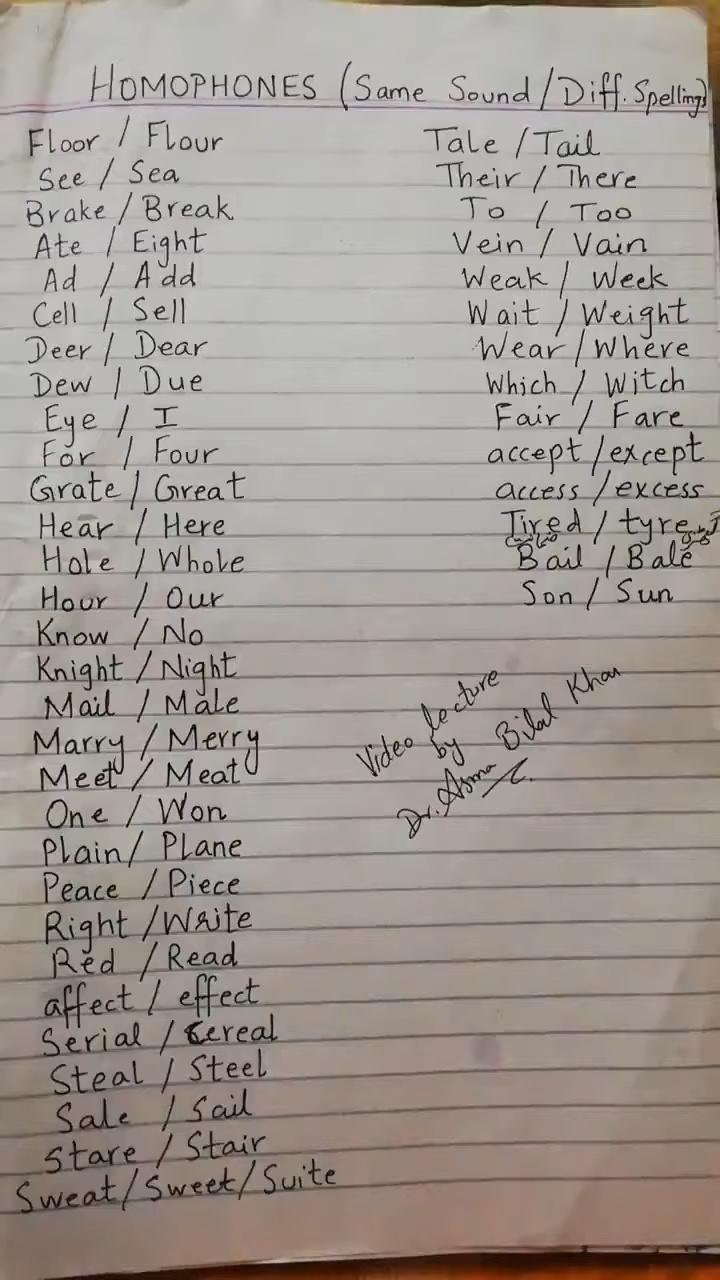 HOMOPHONES (Same Sound/Diff. Spelling)
Floor / Flour
See / Sea
Brake / Break
Ate / Eight
Ad / Add
Cell / Sell
Deer / Dear
Dew / Due
Eye / I
For / Four
Grate / Great
Hear / Here
Hole / Whole
Hour / Our
Know / No
Knight / Night
Mail / Male
Marry / Merry
Meet / Meat
One / Won
Plain / Plane
Peace / Piece
Right / Write
Red / Read
affect / effect
Serial / Cereal
Steal / Steel
Sale / Sail
Stare / Stair
Sweat/Sweet/Suite
Tale / Tail
Their / There
To / Too
Vein / Vain
Weak / Week
Wait / Weight
Wear / Where
Which / Witch
Fair / Fare
accept / except
access / excess
Tired / tyre
Bail / Bale
Son / Sun
Video lecture
by
Dr. Asma Bilal Khan